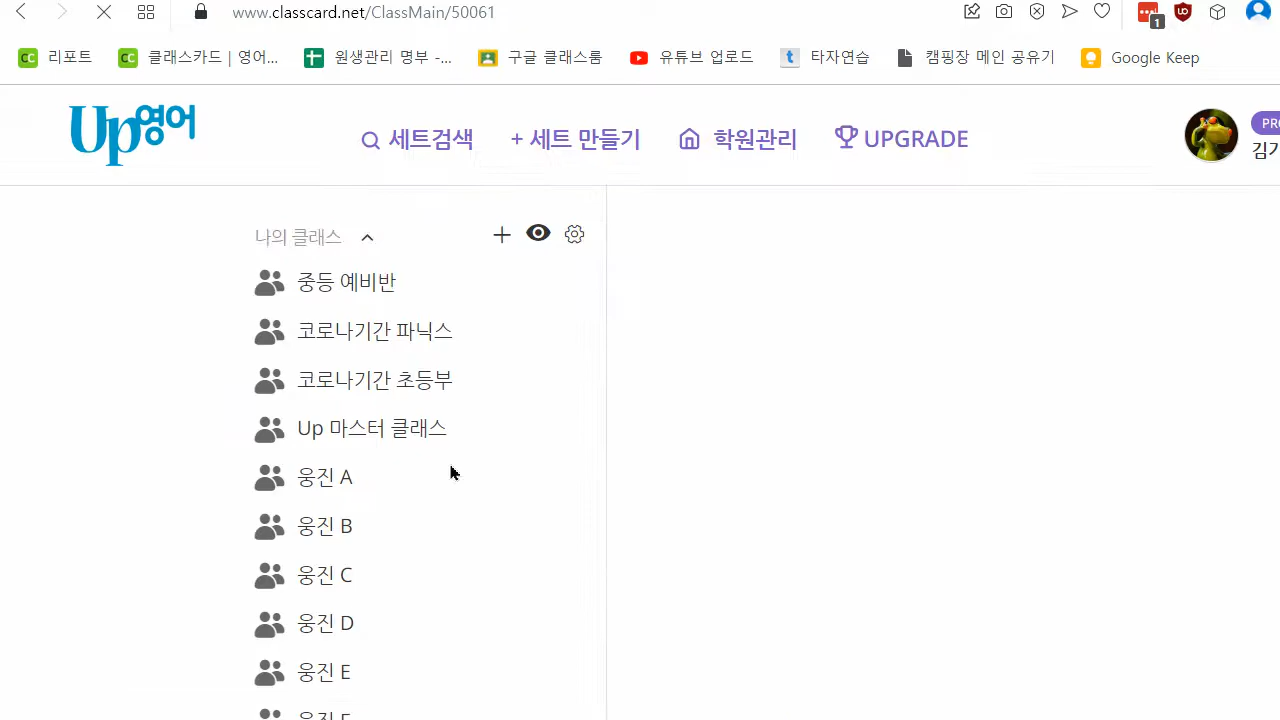 www.classcard.net/ClassMain/50061
1
리포트
클래스카드 | 영어...
원생관리 명부 -...
구글 클래스룸
유튜브 업로드
타자연습
캠핑장 메인 공유기
Google Keep
Up영어
세트검색
+ 세트 만들기
학원관리
UPGRADE
나의 클래스
중등 예비반
코로나기간 파닉스
코로나기간 초등부
Up 마스터 클래스
웅진 A
웅진 B
웅진 C
웅진 D
웅진 E